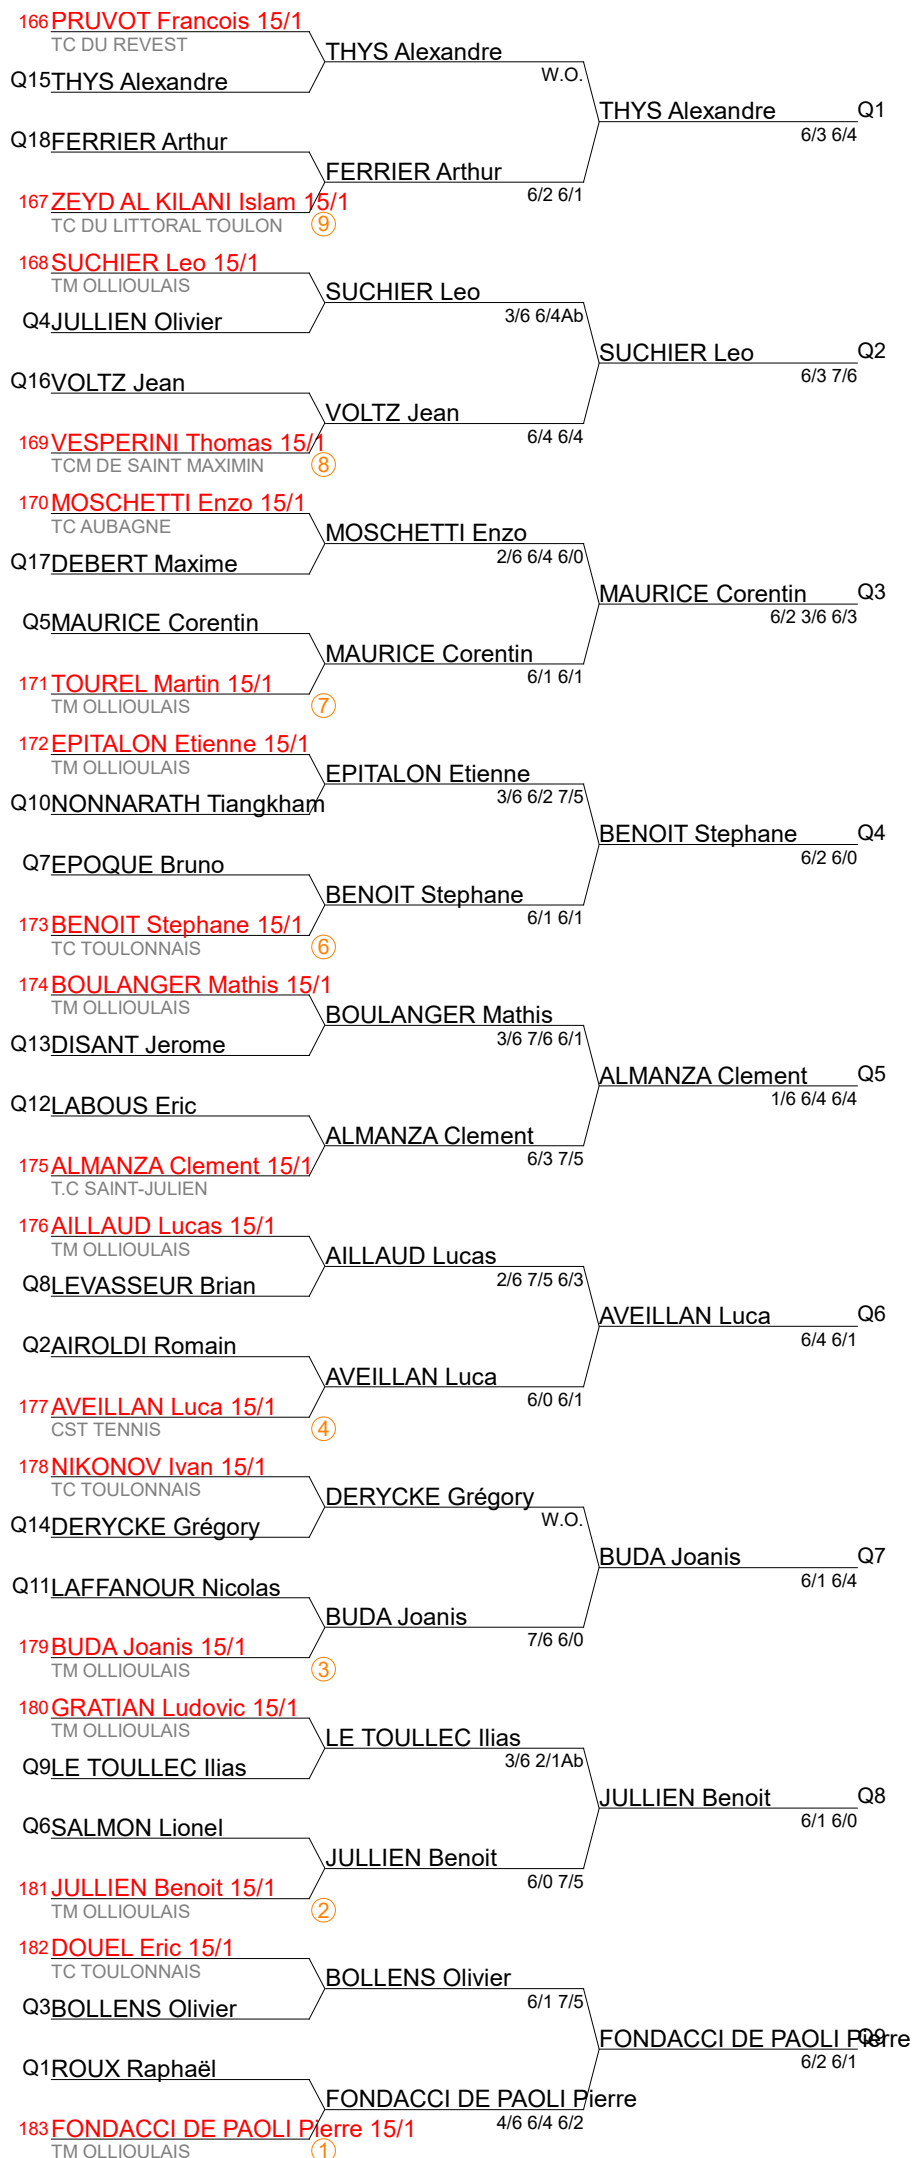 166 PRUVOT Francois 15/1
TC DU REVEST
THYS Alexandre
W.O.
Q15 THYS Alexandre
THYS Alexandre Q1
6/3 6/4
Q18 FERRIER Arthur
FERRIER Arthur
6/2 6/1
167 ZEYD AL KILANI Islam 15/1
TC DU LITTORAL TOULON 9
168 SUCHIER Leo 15/1
TM OLLIOULAIS
SUCHIER Leo
3/6 6/4Ab
Q4 JULLIEN Olivier
SUCHIER Leo Q2
6/3 7/6
Q16 VOLTZ Jean
VOLTZ Jean
6/4 6/4
169 VESPERINI Thomas 15/1
TCM DE SAINT MAXIMIN 8
170 MOSCHETTI Enzo 15/1
TC AUBAGNE
MOSCHETTI Enzo
2/6 6/4 6/0
Q17 DEBERT Maxime
MAURICE Corentin Q3
6/2 3/6 6/3
Q5 MAURICE Corentin
MAURICE Corentin
6/1 6/1
171 TOUREL Martin 15/1
TM OLLIOULAIS 7
172 EPITALON Etienne 15/1
TM OLLIOULAIS
EPITALON Etienne
3/6 6/2 7/5
Q10 NONNARATH Tiangkham
BENOIT Stephane Q4
6/2 6/0
Q7 EPOQUE Bruno
BENOIT Stephane
6/1 6/1
173 BENOIT Stephane 15/1
TC TOULONNAIS 6
174 BOULANGER Mathis 15/1
TM OLLIOULAIS
BOULANGER Mathis
3/6 7/6 6/1
Q13 DISANT Jerome
ALMANZA Clement Q5
1/6 6/4 6/4
Q12 LABOUS Eric
ALMANZA Clement
6/3 7/5
175 ALMANZA Clement 15/1
T.C SAINT-JULIEN
176 AILLAUD Lucas 15/1
TM OLLIOULAIS
AILLAUD Lucas
2/6 7/5 6/3
Q8 LEVASSEUR Brian
AVEILLAN Luca Q6
6/4 6/1
Q2 AIROLDI Romain
AVEILLAN Luca
6/0 6/1
177 AVEILLAN Luca 15/1
CST TENNIS 4
178 NIKONOV Ivan 15/1
TC TOULONNAIS
DERYCKE Grégory
W.O.
Q14 DERYCKE Grégory
BUDA Joanis Q7
6/1 6/4
Q11 LAFFANOUR Nicolas
BUDA Joanis
7/6 6/0
179 BUDA Joanis 15/1
TM OLLIOULAIS 3
180 GRATIAN Ludovic 15/1
TM OLLIOULAIS
LE TOULLEC Ilias
3/6 2/1Ab
Q9 LE TOULLEC Ilias
JULLIEN Benoit Q8
6/1 6/0
Q6 SALMON Lionel
JULLIEN Benoit
6/0 7/5
181 JULLIEN Benoit 15/1
TM OLLIOULAIS 2
182 DOUEL Eric 15/1
TC TOULONNAIS
BOLLENS Olivier
6/1 7/5
Q3 BOLLENS Olivier
FONDACCI DE PAOLI Pierre Q9
6/2 6/1
Q1 ROUX Raphaël
FONDACCI DE PAOLI Pierre
4/6 6/4 6/2
183 FONDACCI DE PAOLI Pierre 15/1
TM OLLIOULAIS 1